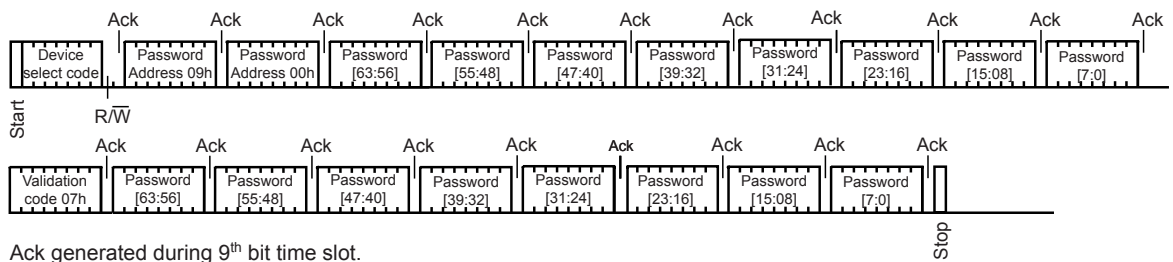 Ack Ack Ack Ack Ack Ack Ack Ack Ack Ack Ack
Device select code
Password Address 09h
Password Address 00h
Password [63:56]
Password [55:48]
Password [47:40]
Password [39:32]
Password [31:24]
Password [23:16]
Password [15:08]
Password [7:0]
Start
R/W̅
Ack Ack Ack Ack Ack Ack Ack Ack Ack
Validation code 07h
Password [63:56]
Password [55:48]
Password [47:40]
Password [39:32]
Password [31:24]
Password [23:16]
Password [15:08]
Password [7:0]
Stop
Ack generated during 9th bit time slot.